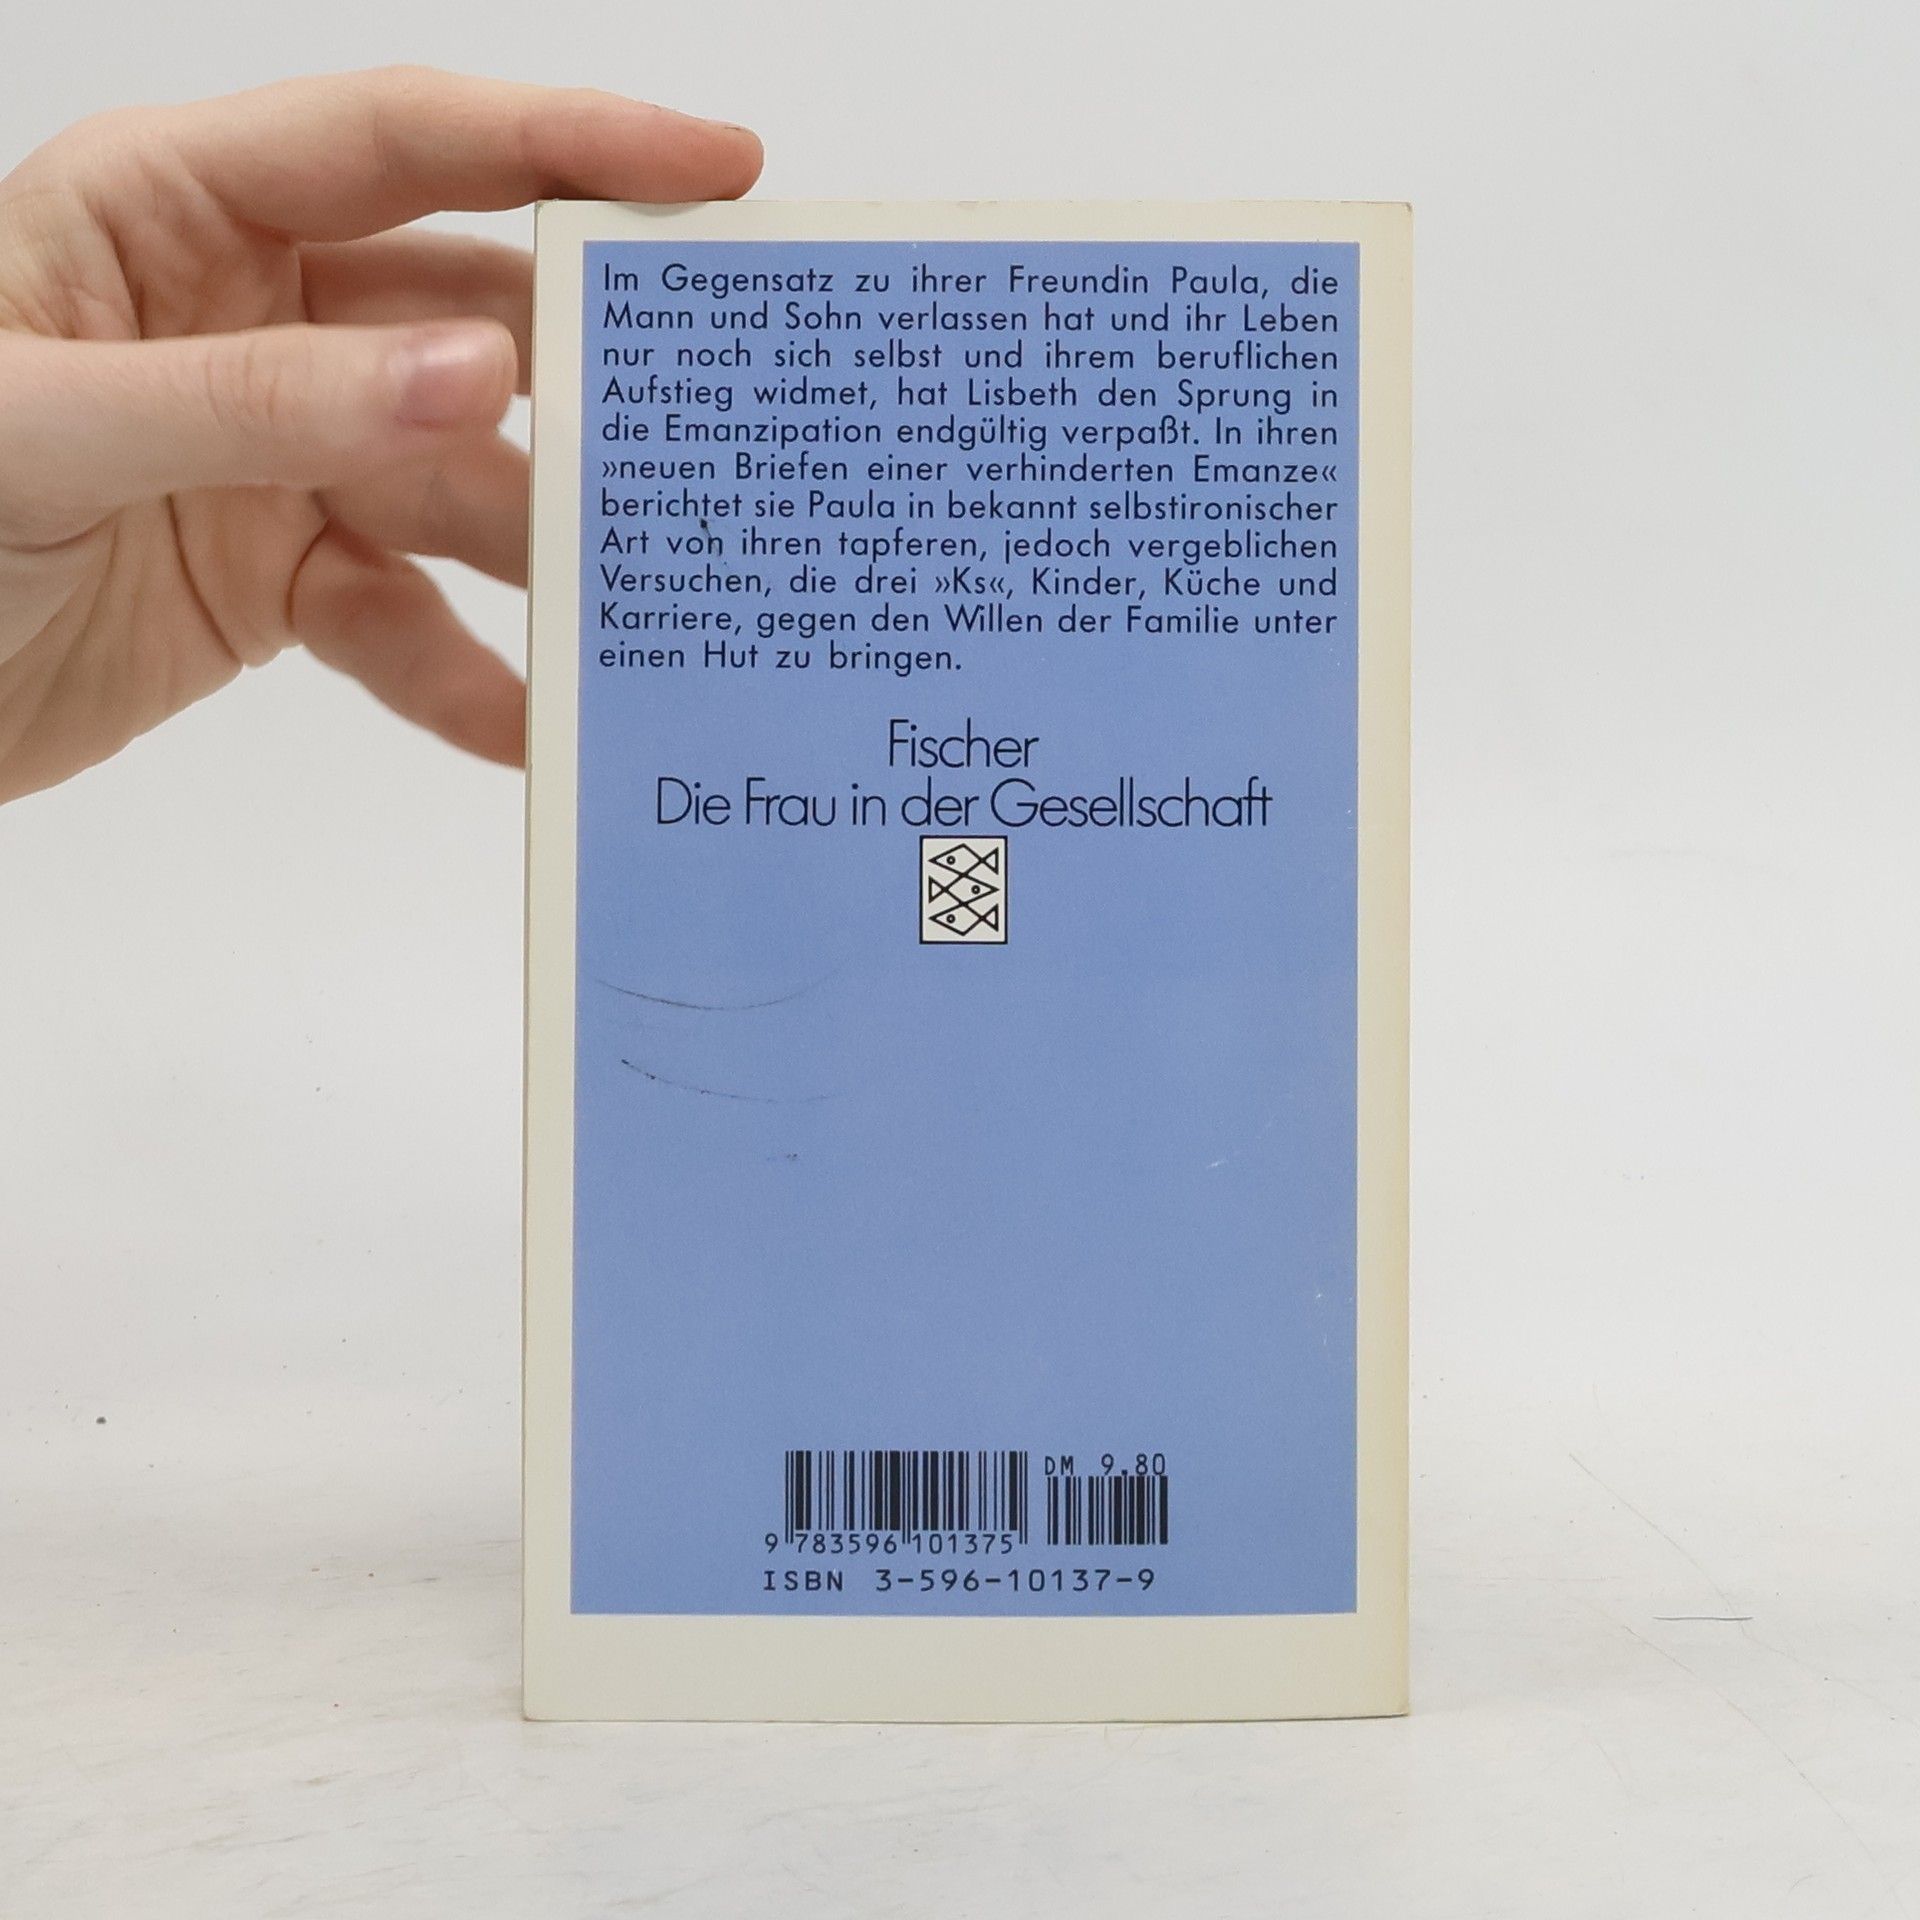 Im Gegensatz zu ihrer Freundin Paula, die
Mann und Sohn verlassen hat und ihr Leben
nur noch sich selbst und ihrem beruflichen
Aufstieg widmet, hat Lisbeth den Sprung in
die Emanzipation endgültig verpaßt. In ihren
»neuen Briefen einer verhinderten Emanze«
berichtet sie Paula in bekannt selbstironischer
Art von ihren tapferen, jedoch vergeblichen
Versuchen, die drei »Ks«, Kinder, Küche und
Karriere, gegen den Willen der Familie unter
einen Hut zu bringen.
Fischer
Die Frau in der Gesellschaft
DM 9.80
9 783596 101375
ISBN 3-596-10137-9